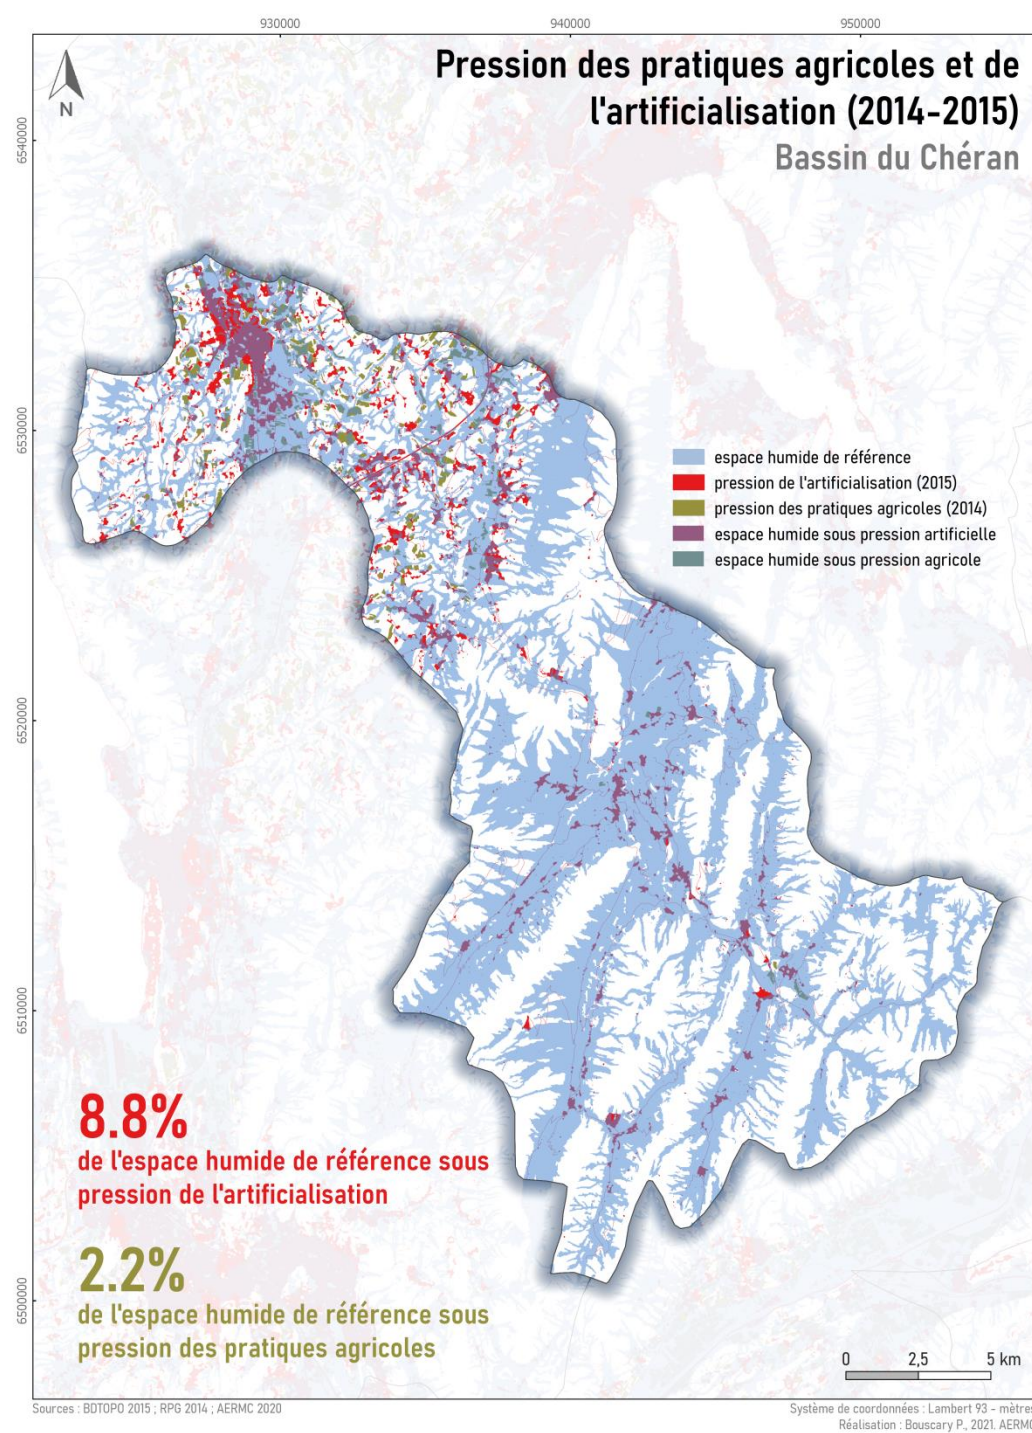 930000
940000
950000
Pression des pratiques agricoles et de
l'artificialisation (2014-2015)
Bassin du Chéran
N
6540000
6530000
6520000
6510000
6500000
espace humide de référence
pression de l'artificialisation (2015)
pression des pratiques agricoles (2014)
espace humide sous pression artificielle
espace humide sous pression agricole
8.8%
de l'espace humide de référence sous
pression de l'artificialisation
2.2%
de l'espace humide de référence sous
pression des pratiques agricoles
0 2,5 5 km
Sources : BDTOPO 2015 ; RPG 2014 ; AERMC 2020
Système de coordonnées : Lambert 93 - mètres
Réalisation : Bouscary P., 2021. AERMC